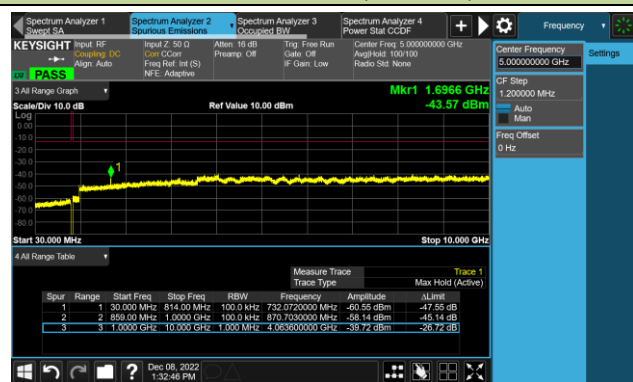 Spectrum Analyzer 1
Swept SA
Spectrum Analyzer 2
Spurious Emissions
Spectrum Analyzer 3
Occupied BW
Spectrum Analyzer 4
Power Stat CCDF
Frequency
KEYSIGHT Input: RF Input Z: 50 Ω Atten: 16 dB Trig: Free Run Center Freq: 5.000000000 GHz
Coupling: DC Corr CCorr Preamp: Off Gate: Off Avg|Hold: 100/100
Align: Auto Freq Ref: Int (S) IF Gain: Low Radio Std: None
NFE: Adaptive
PASS
Center Frequency
5.000000000 GHz
Settings
CF Step
1.200000 MHz
Auto
Man
Freq Offset
0 Hz
3 All Range Graph
Mkr1 1.6966 GHz
Scale/Div 10.0 dB Ref Value 10.00 dBm -43.57 dBm
Log
0.00
-10.0
-20.0
-30.0
-40.0
-50.0
-60.0
-70.0
-80.0
1
Start 30.000 MHz Stop 10.000 GHz
4 All Range Table
Measure Trace Trace 1
Trace Type Max Hold (Active)
Spur Range Start Freq Stop Freq RBW Frequency Amplitude ΔLimit
1 1 30.000 MHz 814.00 MHz 100.0 kHz 732.0720000 MHz -60.55 dBm -47.55 dB
2 2 859.00 MHz 1.0000 GHz 100.0 kHz 870.7030000 MHz -58.14 dBm -45.14 dB
3 3 1.0000 GHz 10.000 GHz 1.000 MHz 4.063600000 GHz -39.72 dBm -26.72 dB
Dec 08, 2022
1:32:46 PM